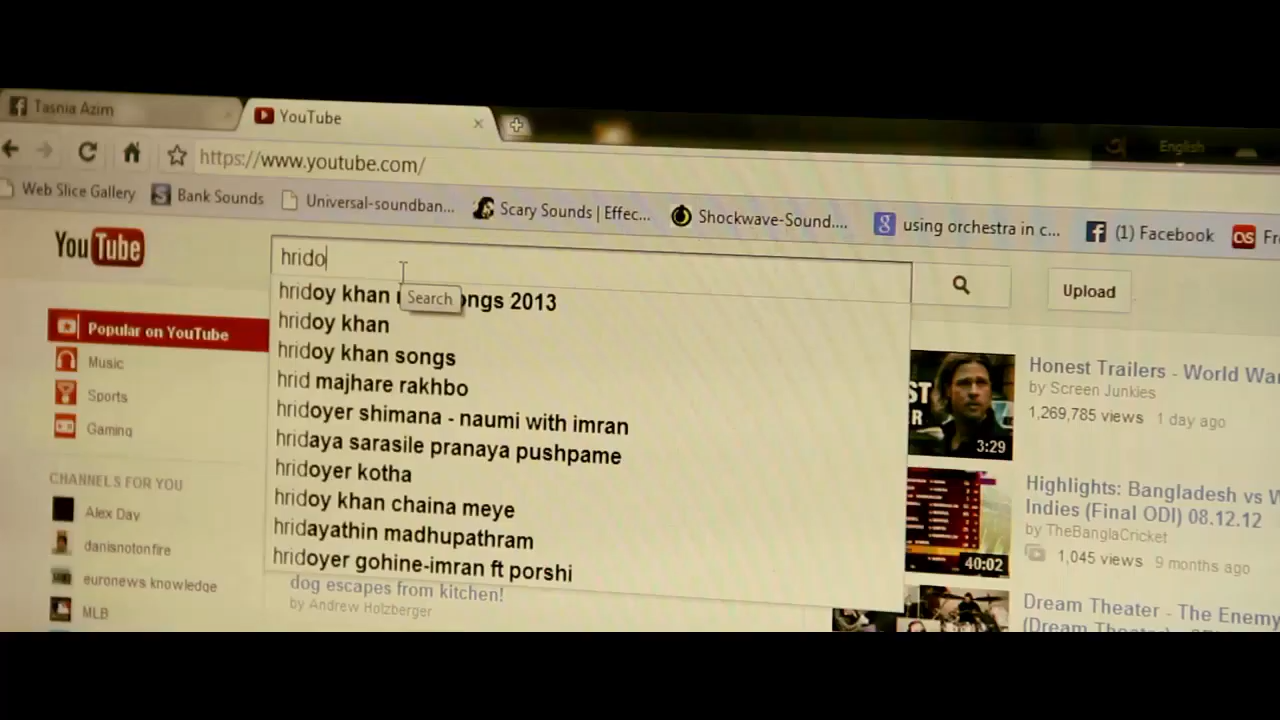 Tasnia Azim
YouTube
English
https://www.youtube.com/
Web Slice Gallery
Bank Sounds
Universal-soundban...
Scary Sounds | Effec...
Shockwave-Sound....
using orchestra in c...
(1) Facebook
Fr
YouTube
hrido
Upload
Search
hridoy khan ongs 2013
hridoy khan
hridoy khan songs
hrid majhare rakhbo
hridoyer shimana - naumi with imran
hridaya sarasile pranaya pushpame
hridoyer kotha
hridoy khan chaina meye
hridayathin madhupathram
hridoyer gohine-imran ft porshi
Popular on YouTube
Music
Sports
Gaming
CHANNELS FOR YOU
Alex Day
danisnotonfire
euronews knowledge
MLB
dog escapes from kitchen!
by Andrew Holzberger
3:29
Honest Trailers - World Wa
by Screen Junkies
1,269,785 views 1 day ago
40:02
Highlights: Bangladesh vs W
Indies (Final ODI) 08.12.12
by TheBanglaCricket
1,045 views 9 months ago
Dream Theater - The Enemy
(Dream Theater)